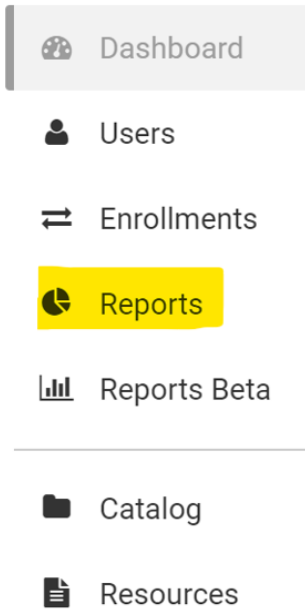 Dashboard
Users
Enrollments
Reports
Reports Beta
Catalog
Resources